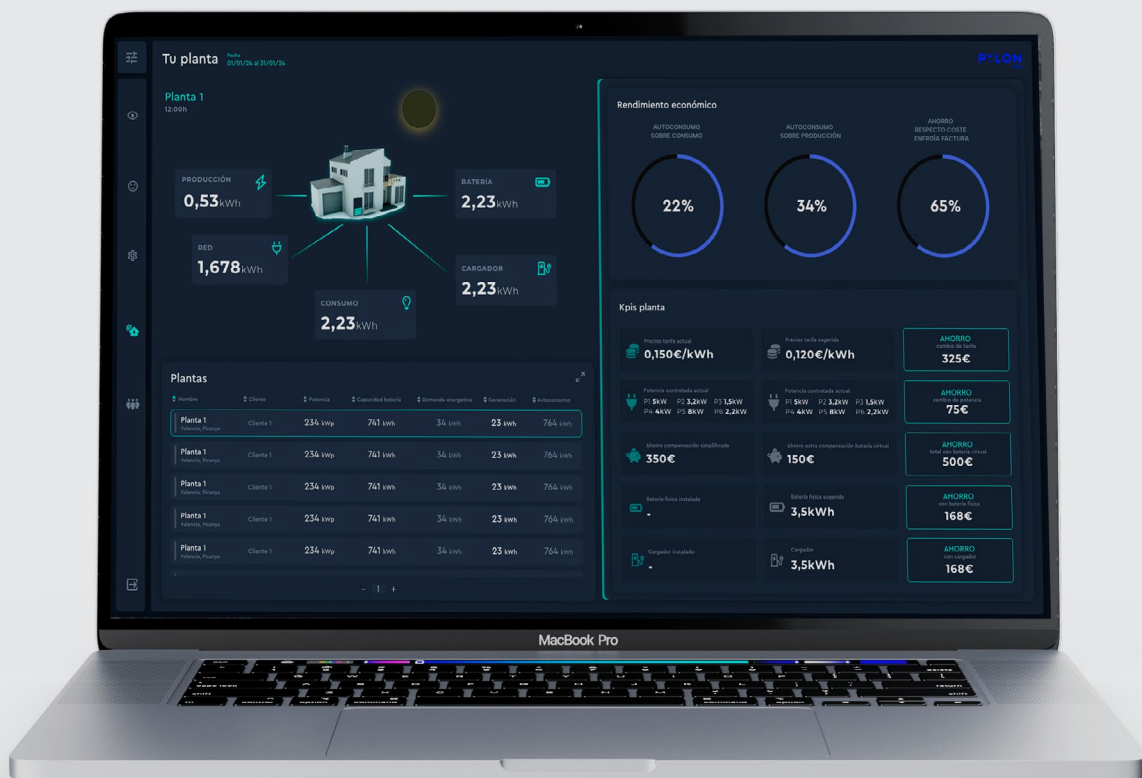 Tu planta
Fecha
01/01/24 al 31/01/24
PYLON
Planta 1
12:00h
PRODUCCIÓN
0,53kWh
BATERÍA
2,23kWh
RED
1,678kWh
CARGADOR
2,23kWh
CONSUMO
2,23kWh
Plantas
Nombre Cliente Potencia Capacidad batería Demanda energetica Generación Autoconsumo
Planta 1 Cliente 1 234 kWp 741 kWh 34 kWh 23 kWh 764 kWh
Valencia, Picanya
Planta 1 Cliente 1 234 kWp 741 kWh 34 kWh 23 kWh 764 kWh
Valencia, Picanya
Planta 1 Cliente 1 234 kWp 741 kWh 34 kWh 23 kWh 764 kWh
Valencia, Picanya
Planta 1 Cliente 1 234 kWp 741 kWh 34 kWh 23 kWh 764 kWh
Valencia, Picanya
Planta 1 Cliente 1 234 kWp 741 kWh 34 kWh 23 kWh 764 kWh
Valencia, Picanya
- 1 +
Rendimiento económico
AUTOCONSUMO
SOBRE CONSUMO
22%
AUTOCONSUMO
SOBRE PRODUCCIÓN
34%
AHORRO
RESPECTO COSTE
ENERGÍA FACTURA
65%
Kpis planta
Precios tarifa actual
0,150€/kWh
Precios tarifa sugerida
0,120€/kWh
AHORRO
cambio de tarifa
325€
Potencia contratada actual
P1 5kW P2 3,2kW P3 1,5kW
P4 4kW P5 8kW P6 2,2kW
Potencia contratada actual
P1 5kW P2 3,2kW P3 1,5kW
P4 4kW P5 8kW P6 2,2kW
AHORRO
cambio de potencia
75€
Ahorro compensación simplificada
350€
Ahorro extra compensación batería virtual
150€
AHORRO
total con batería virtual
500€
Batería física instalada
-
Batería física sugerida
3,5kWh
AHORRO
con batería física
168€
Cargador instalado
-
Cargador
3,5kWh
AHORRO
con cargador
168€
MacBook Pro
delete
return
shift
shift
fn control option command
command option